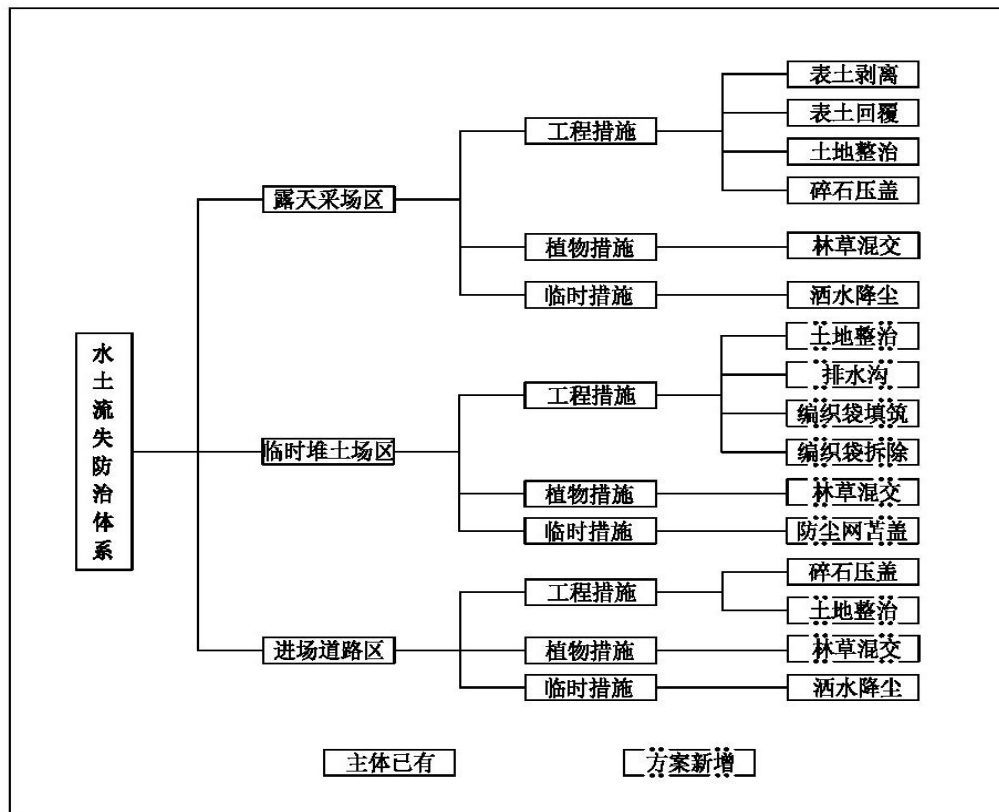 水土流失防治体系
露天采场区
工程措施
表土剥离
表土回覆
土地整治
碎石压盖
植物措施
林草混交
临时措施
洒水降尘
临时堆土场区
工程措施
土地整治
排水沟
编织袋填筑
编织袋拆除
植物措施
林草混交
临时措施
防尘网苫盖
进场道路区
工程措施
碎石压盖
土地整治
植物措施
林草混交
临时措施
洒水降尘
主体已有
方案新增